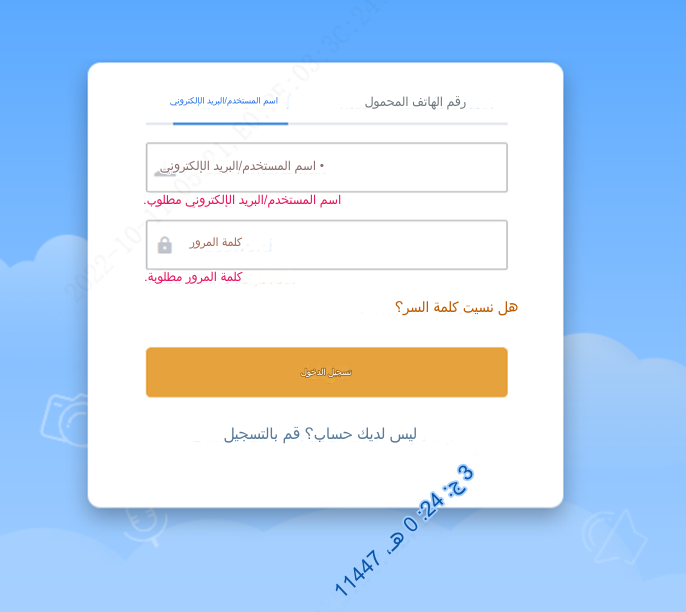 رقم الهاتف المحمول
اسم المستخدم/البريد الإلكتروني
• اسم المستخدم/البريد الإلكتروني
اسم المستخدم/البريد الإلكتروني مطلوب.
كلمة المرور
كلمة المرور مطلوبة.
هل نسيت كلمة السر؟
تسجيل الدخول
ليس لديك حساب؟ قم بالتسجيل
3 ج: 24: 0 هـ، 11447